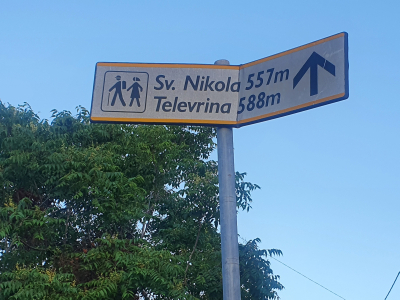 Sv. Nikola 557m
Televrina 588m